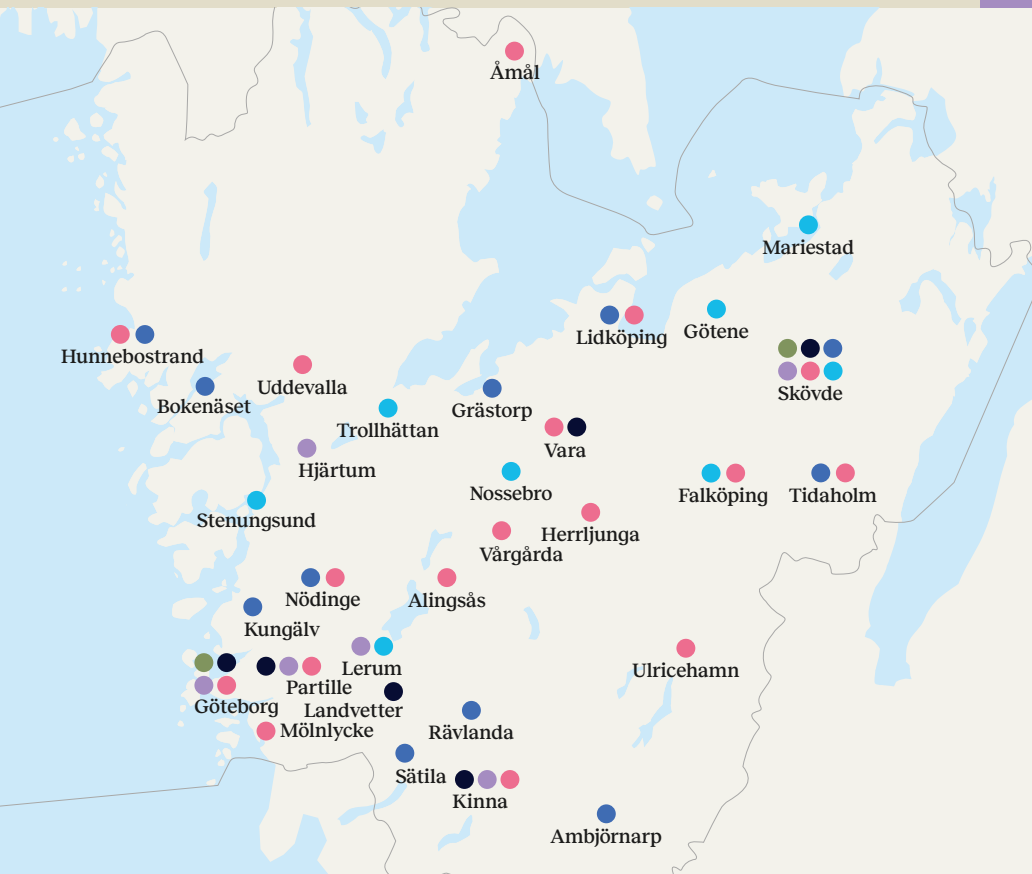 Åmål
Mariestad
Lidköping
Götene
Hunnebostrand
Uddevalla
Skövde
Bokenäset
Grästorp
Trollhättan
Vara
Hjärtum
Nossebro
Falköping
Tidaholm
Stenungsund
Herrljunga
Vårgårda
Nödinge
Alingsås
Kungälv
Lerum
Ulricehamn
Partille
Göteborg
Landvetter
Mölnlycke
Rävlanda
Sätila
Kinna
Ambjörnarp